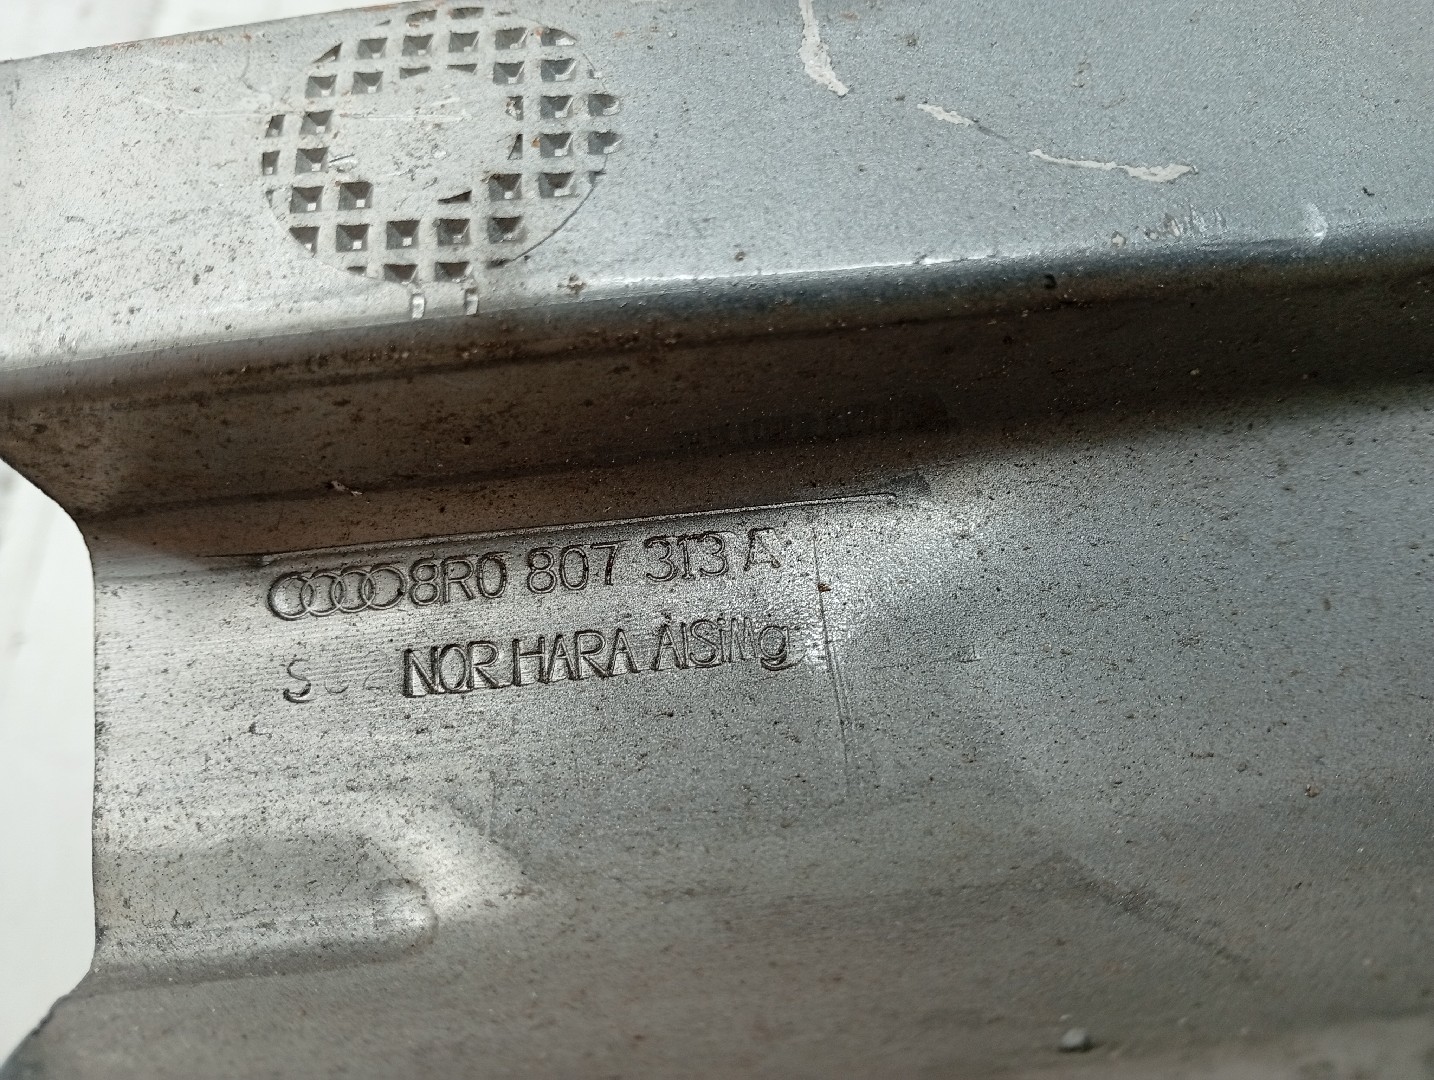 8R0 807 313 A
NOR HARA AlSiMg